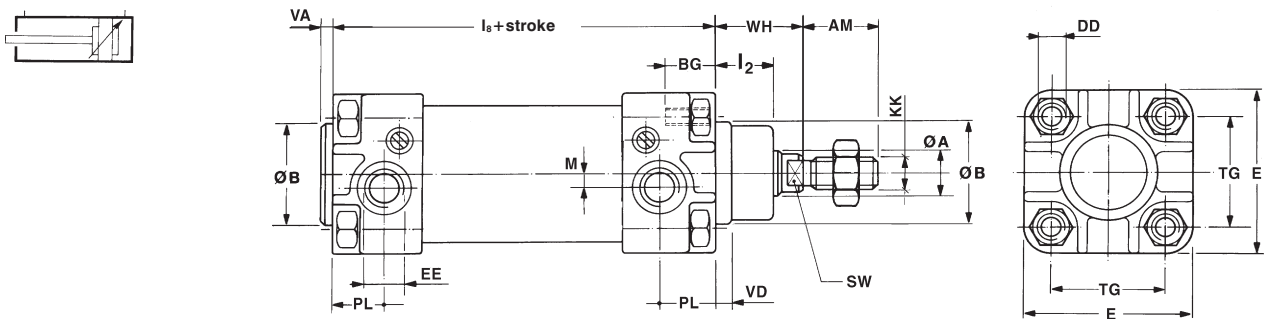 VA
l₈+stroke
WH
AM
BG
l₂
KK
ØA
ØB
ØB
M
EE
PL
PL
VD
SW
DD
TG
E
TG
E